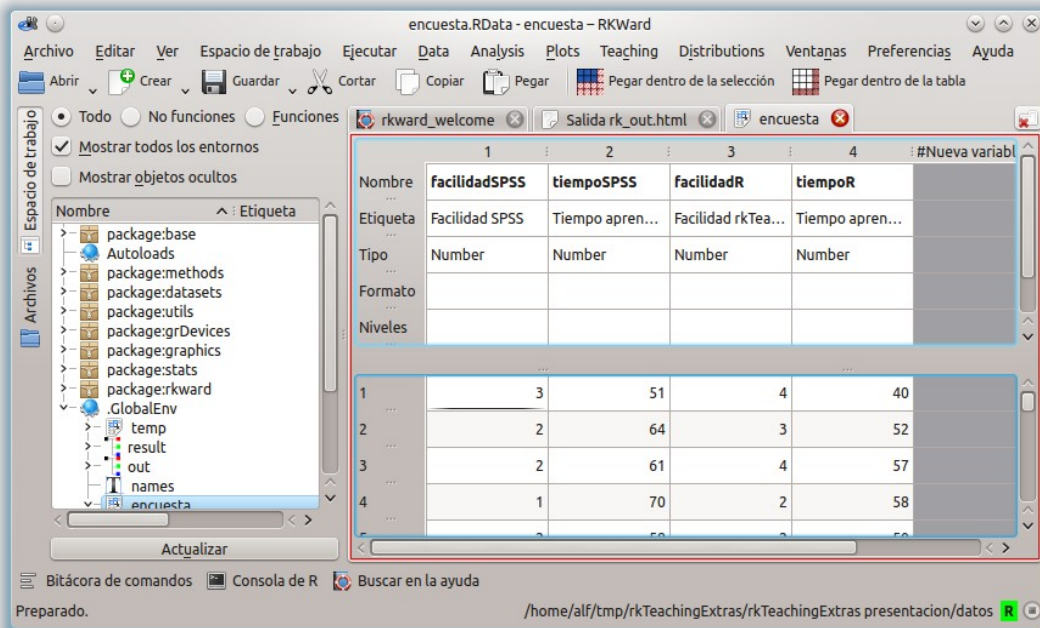 encuesta.RData - encuesta – RKWard
Archivo Editar Ver Espacio de trabajo Ejecutar Data Analysis Plots Teaching Distributions Ventanas Preferencias Ayuda
Abrir Crear Guardar Cortar Copiar Pegar Pegar dentro de la selección Pegar dentro de la tabla
Espacio de trabajo
Archivos
Todo No funciones Funciones
Mostrar todos los entornos
Mostrar objetos ocultos
Nombre Etiqueta
package:base
Autoloads
package:methods
package:datasets
package:utils
package:grDevices
package:graphics
package:stats
package:rkward
.GlobalEnv
temp
result
out
names
encuesta
Actualizar
rkward_welcome Salida rk_out.html encuesta
1 2 3 4 #Nueva variabl
Nombre facilidadSPSS tiempoSPSS facilidadR tiempoR
Etiqueta Facilidad SPSS Tiempo apren... Facilidad rkTea... Tiempo apren...
Tipo Number Number Number Number
Formato
Niveles
1 3 51 4 40
2 2 64 3 52
3 2 61 4 57
4 1 70 2 58
Bitácora de comandos Consola de R Buscar en la ayuda
Preparado. /home/alf/tmp/rkTeachingExtras/rkTeachingExtras presentacion/datos R